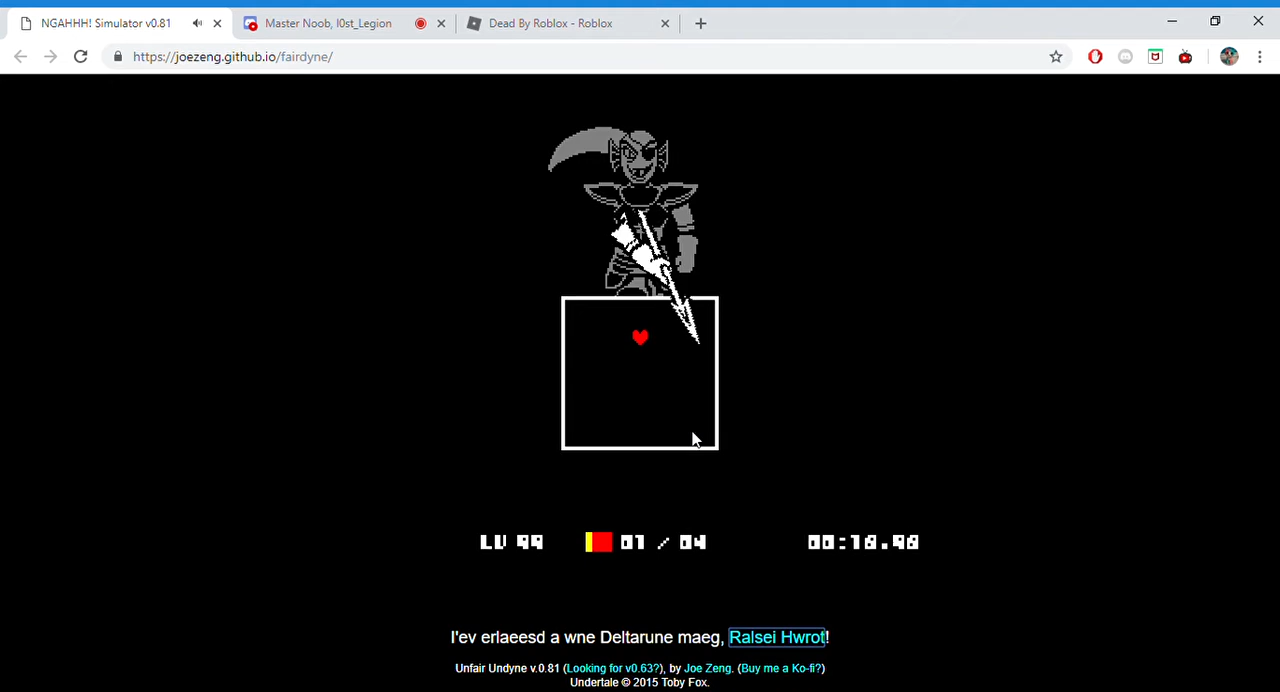 NGAHHH! Simulator v0.81
Master Noob, l0st_Legion
Dead By Roblox - Roblox
https://joezeng.github.io/fairdyne/
LV 99 01 / 04 00:18.98
I'ev erlaeesd a wne Deltarune maeg, Ralsei Hwrot!
Unfair Undyne v.0.81 (Looking for v0.63?), by Joe Zeng. (Buy me a Ko-fi?)
Undertale © 2015 Toby Fox.